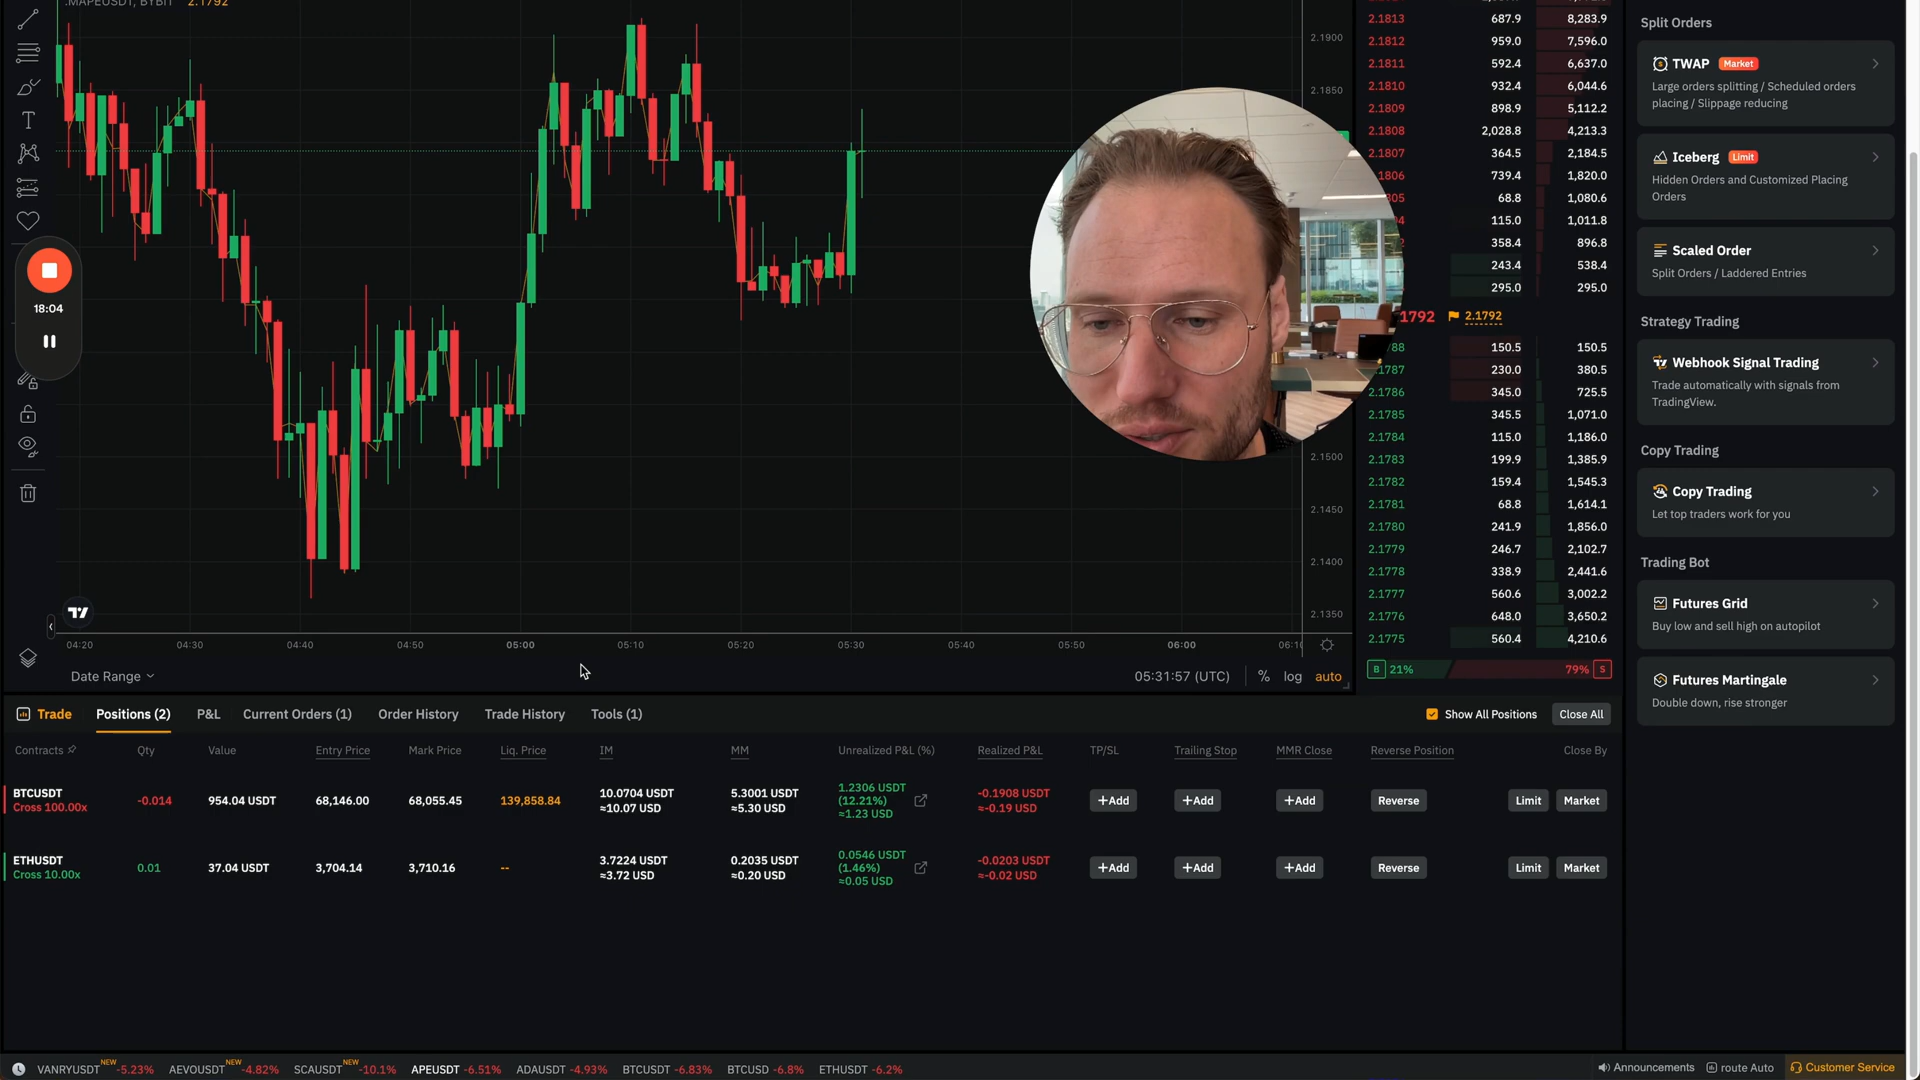 .MAPEUSDT, BYBIT 2.1792
2.1900
2.1850
2.1500
2.1450
2.1400
2.1350
18:04
04:20 04:30 04:40 04:50 05:00 05:10 05:20 05:30 05:40 05:50 06:00 06:10
Date Range
05:31:57 (UTC) % log auto
2.1813 687.9 8,283.9
2.1812 959.0 7,596.0
2.1811 592.4 6,637.0
2.1810 932.4 6,044.6
2.1809 898.9 5,112.2
2.1808 2,028.8 4,213.3
2.1807 364.5 2,184.5
.1806 739.4 1,820.0
805 68.8 1,080.6
115.0 1,011.8
358.4 896.8
243.4 538.4
295.0 295.0
1792 2.1792
88 150.5 150.5
.1787 230.0 380.5
2.1786 345.0 725.5
2.1785 345.5 1,071.0
2.1784 115.0 1,186.0
2.1783 199.9 1,385.9
2.1782 159.4 1,545.3
2.1781 68.8 1,614.1
2.1780 241.9 1,856.0
2.1779 246.7 2,102.7
2.1778 338.9 2,441.6
2.1777 560.6 3,002.2
2.1776 648.0 3,650.2
2.1775 560.4 4,210.6
B 21% 79% S
Split Orders
TWAP Market
Large orders splitting / Scheduled orders
placing / Slippage reducing
Iceberg Limit
Hidden Orders and Customized Placing
Orders
Scaled Order
Split Orders / Laddered Entries
Strategy Trading
Webhook Signal Trading
Trade automatically with signals from
TradingView.
Copy Trading
Copy Trading
Let top traders work for you
Trading Bot
Futures Grid
Buy low and sell high on autopilot
Futures Martingale
Double down, rise stronger
Trade Positions (2) P&L Current Orders (1) Order History Trade History Tools (1) Show All Positions Close All
Contracts Qty Value Entry Price Mark Price Liq. Price IM MM Unrealized P&L (%) Realized P&L TP/SL Trailing Stop MMR Close Reverse Position Close By
BTCUSDT
Cross 100.00x
-0.014 954.04 USDT 68,146.00 68,055.45 139,858.84
10.0704 USDT
≈10.07 USD
5.3001 USDT
≈5.30 USD
1.2306 USDT
(12.21%)
≈1.23 USD
-0.1908 USDT
≈-0.19 USD
+Add +Add +Add Reverse Limit Market
ETHUSDT
Cross 10.00x
0.01 37.04 USDT 3,704.14 3,710.16 --
3.7224 USDT
≈3.72 USD
0.2035 USDT
≈0.20 USD
0.0546 USDT
(1.46%)
≈0.05 USD
-0.0203 USDT
≈-0.02 USD
+Add +Add +Add Reverse Limit Market
VANRYUSDT NEW -5.23% AEVOUSDT NEW -4.82% SCAUSDT NEW -10.1% APEUSDT -6.51% ADAUSDT -4.93% BTCUSDT -6.83% BTCUSD -6.8% ETHUSDT -6.2%
Announcements route Auto Customer Service